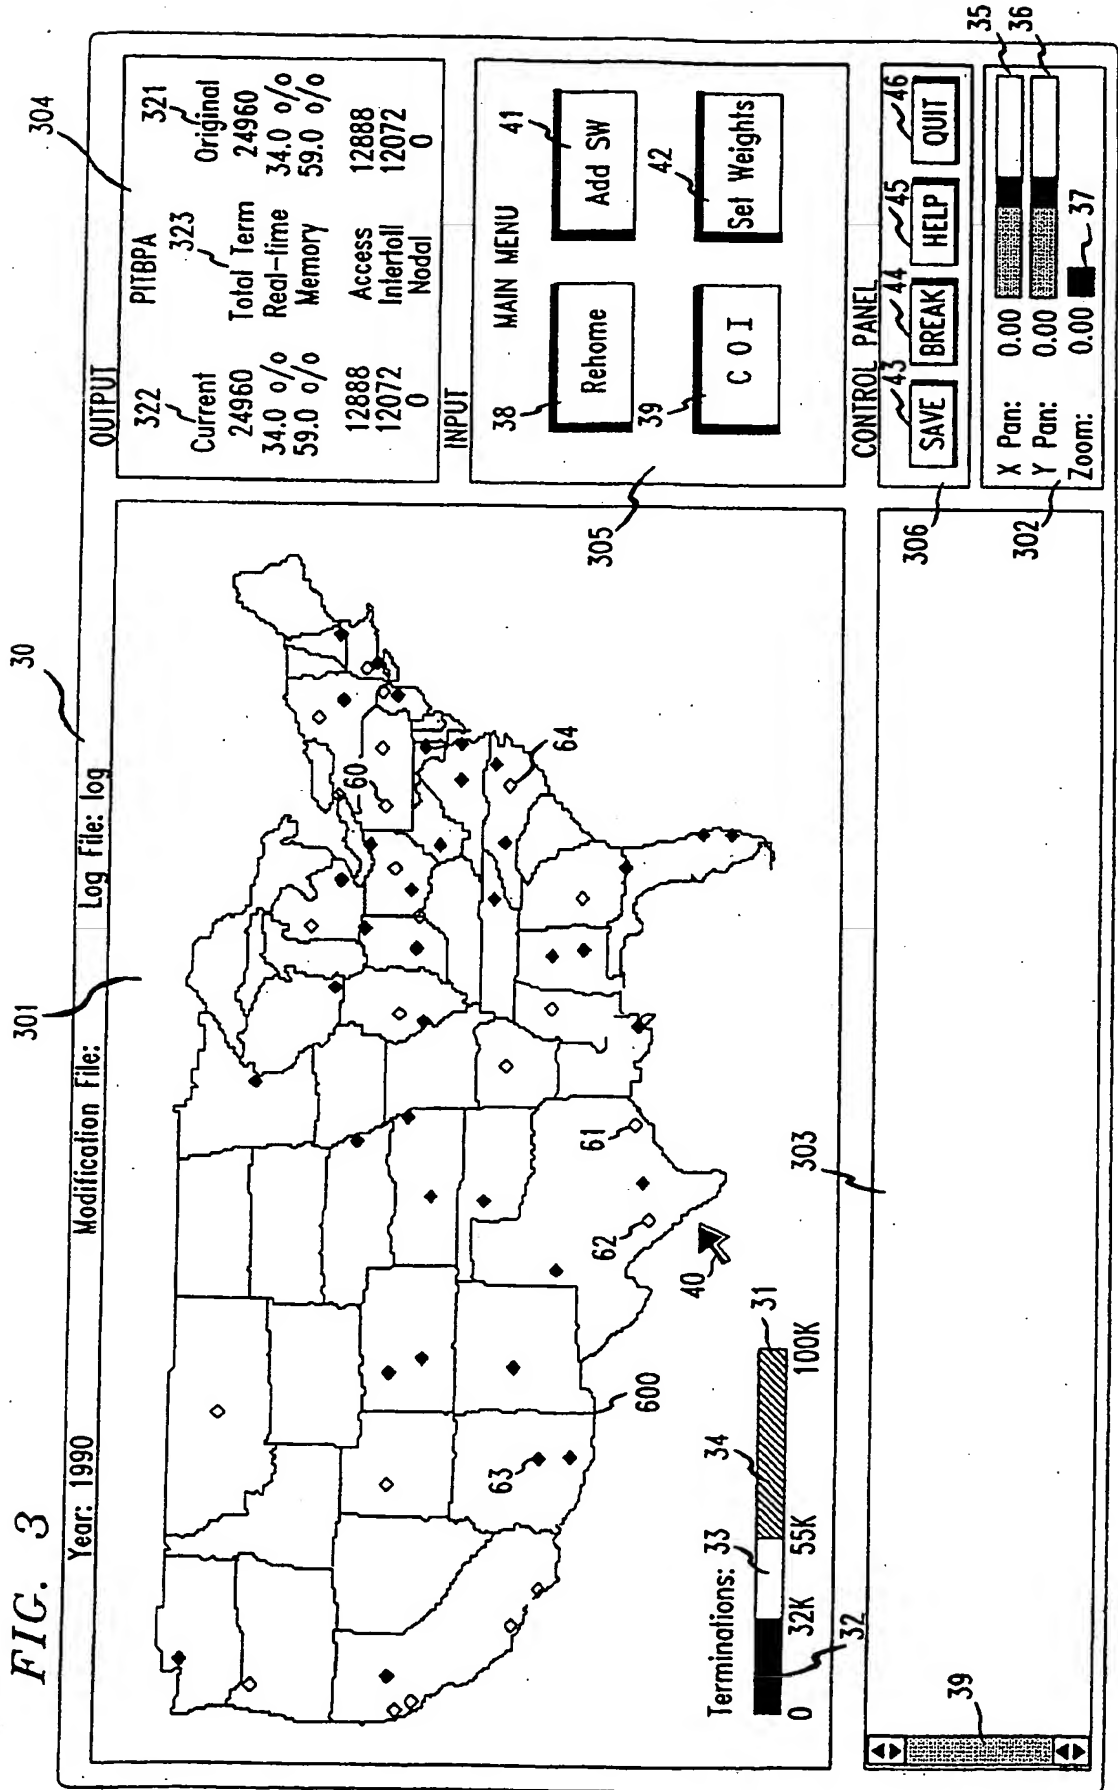 FIG. 3
30
Year: 1990 Modification File: Log File: log
301
60
64
61
62
40
63
600
Terminations: 33 34 31
0 32K 55K 100K
32
303
39
OUTPUT
304
PITBPA
322 323 321
Current Total Term Original
24960 Real-time 24960
34.0 % Memory 34.0 %
59.0 % 59.0 %
12888 Access 12888
12072 Intertoll 12072
0 Nodal 0
INPUT
MAIN MENU
38 41
Rehome Add SW
39 42
C O I Set Weights
305
CONTROL PANEL
43 44 45 46
SAVE BREAK HELP QUIT
306
X Pan: 0.00 35
Y Pan: 0.00 36
Zoom: 0.00 37
302